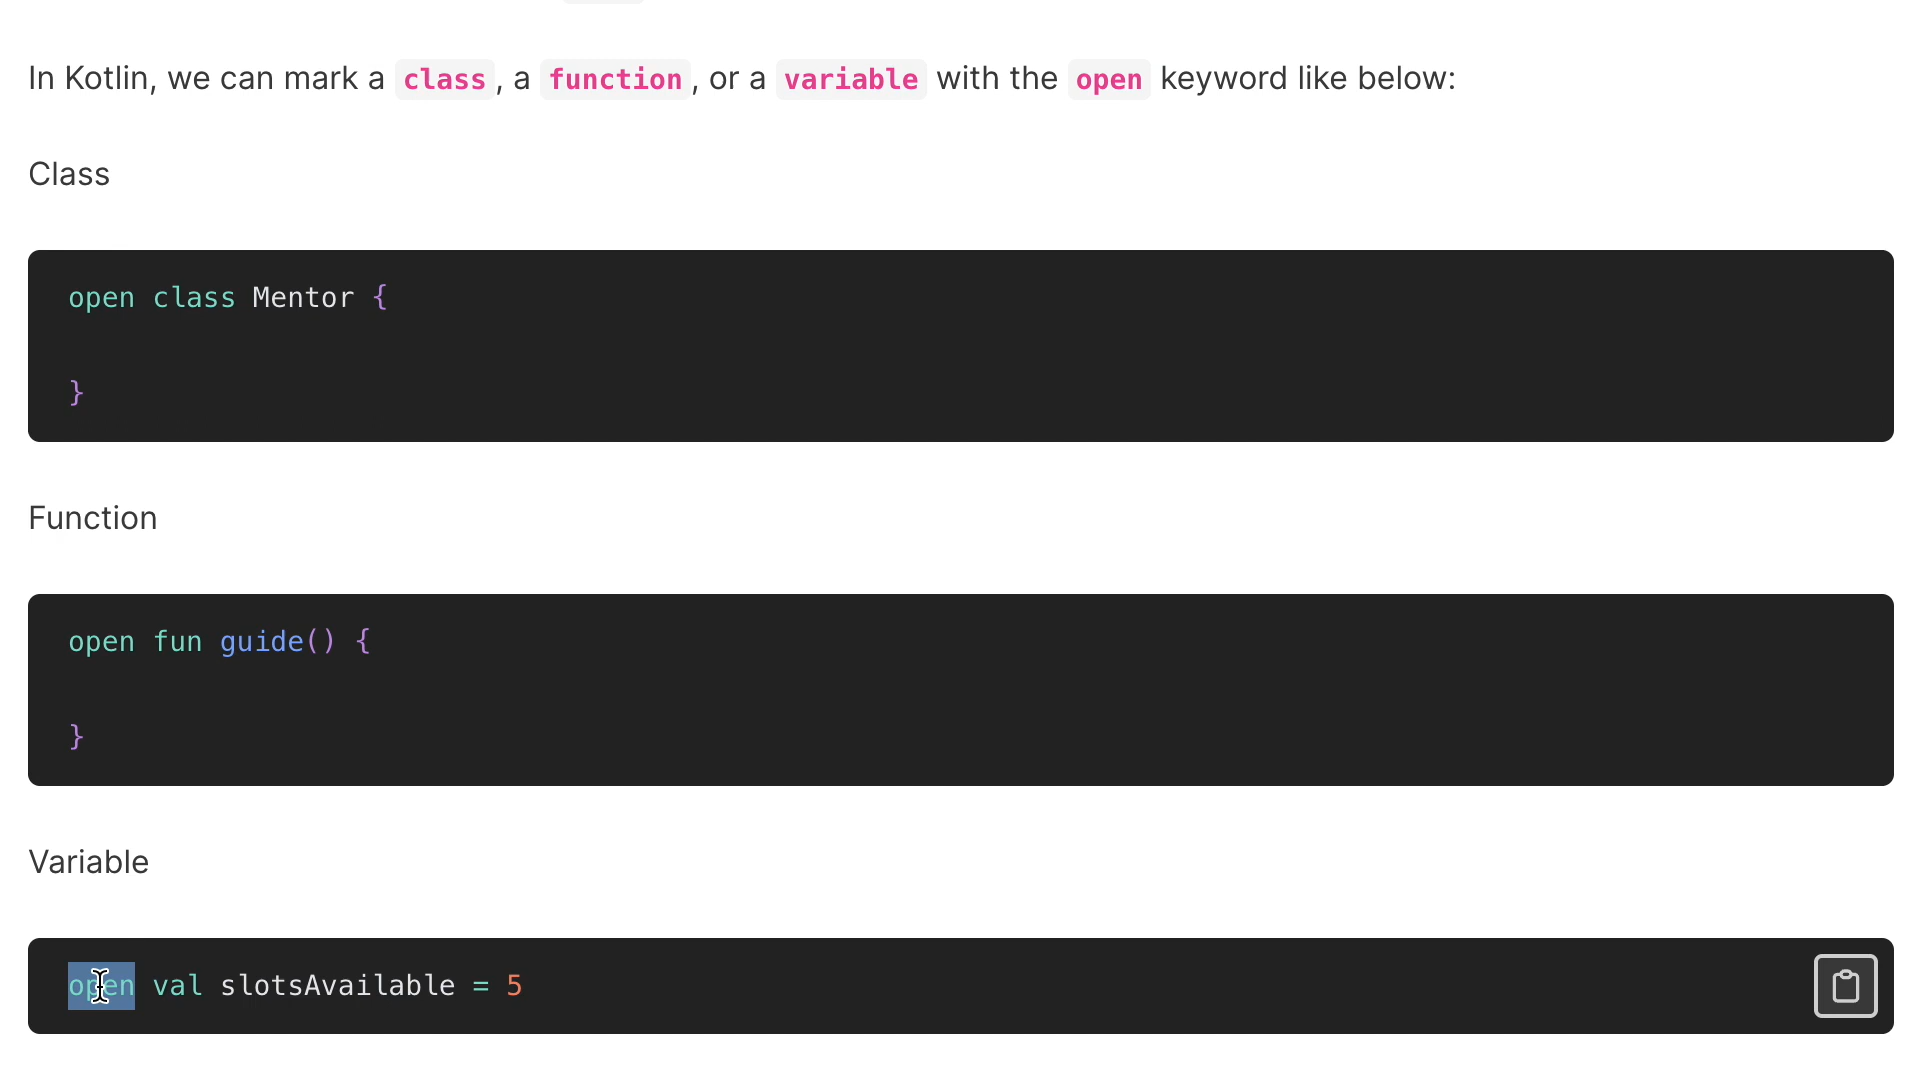 In Kotlin, we can mark a class, a function, or a variable with the open keyword like below:
Class
open class Mentor {
}
Function
open fun guide() {
}
Variable
open val slotsAvailable = 5